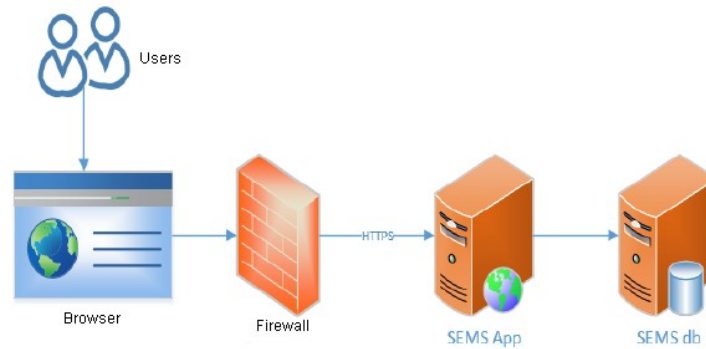 Users
HTTPS
Browser
Firewall
SEMS App
SEMS db